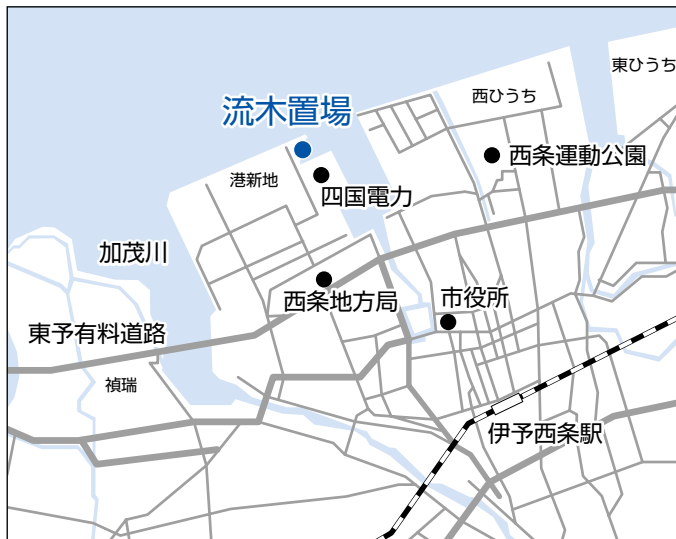 東ひうち
西ひうち
流木置場
西条運動公園
港新地
四国電力
加茂川
西条地方局
市役所
東予有料道路
禎瑞
伊予西条駅